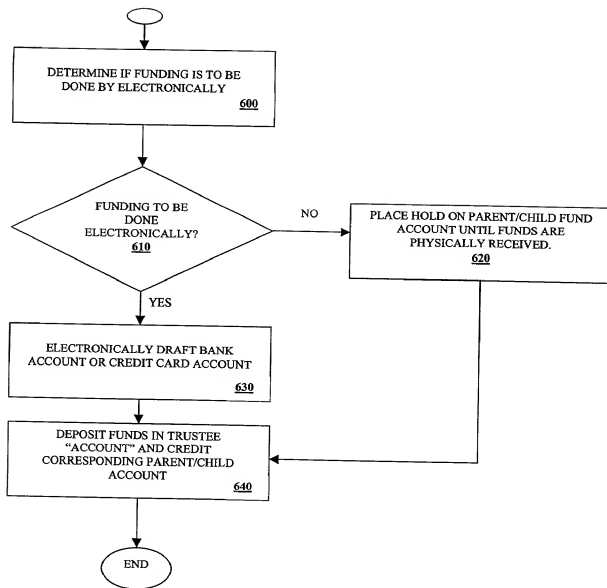 DETERMINE IF FUNDING IS TO BE
DONE BY ELECTRONICALLY
600
FUNDING TO BE
DONE
ELECTRONICALLY?
610
NO
PLACE HOLD ON PARENT/CHILD FUND
ACCOUNT UNTIL FUNDS ARE
PHYSICALLY RECEIVED.
620
YES
ELECTRONICALLY DRAFT BANK
ACCOUNT OR CREDIT CARD ACCOUNT
630
DEPOSIT FUNDS IN TRUSTEE
“ACCOUNT” AND CREDIT
CORRESPONDING PARENT/CHILD
ACCOUNT
640
END